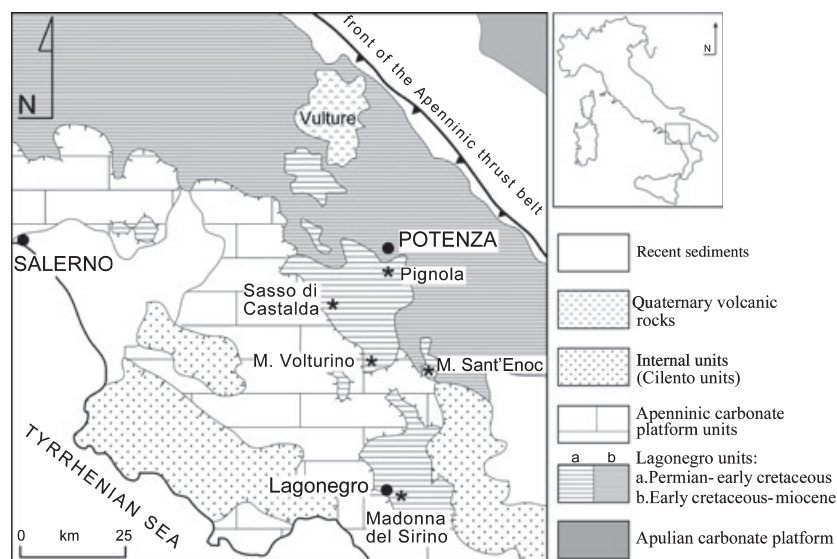 front of the Apenninic thrust belt
N
Vulture
N
SALERNO
POTENZA
Pignola
Sasso di
Castalda
M. Volturino
M. Sant'Enoc
TYRRHENIAN SEA
Lagonegro
Madonna
del Sirino
0 km 25
Recent sediments
Quaternary volcanic
rocks
Internal units
(Cilento units)
Apenninic carbonate
platform units
a b
Lagonegro units:
a.Permian- early cretaceous
b.Early cretaceous-miocene
Apulian carbonate platform